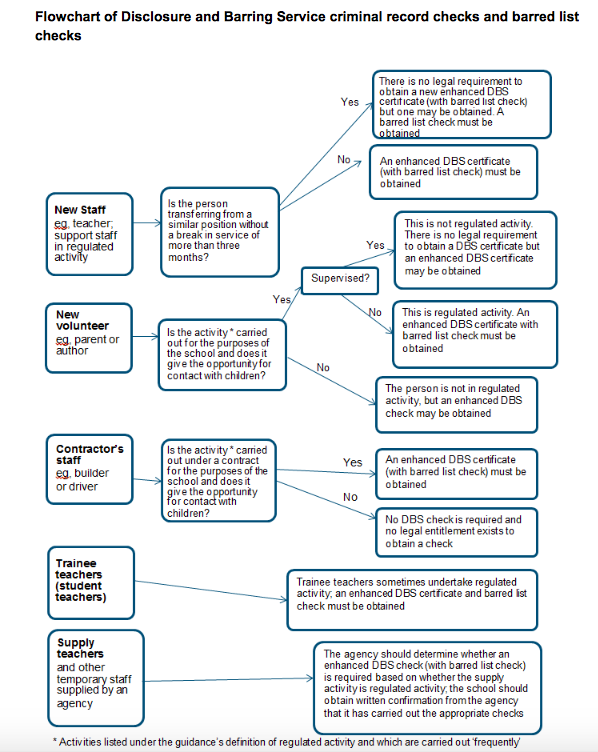 Flowchart of Disclosure and Barring Service criminal record checks and barred list
checks
There is no legal requirement to
obtain a new enhanced DBS
certificate (with barred list check)
but one may be obtained. A
barred list check must be
obtained
Yes
No
An enhanced DBS certificate
(with barred list check) must be
obtained
New Staff
eg, teacher;
support staff
in regulated
activity
Is the person
transferring from a
similar position without
a break in service of
more than three
months?
This is not regulated activity.
There is no legal requirement
to obtain a DBS certificate but
an enhanced DBS certificate
may be obtained
Yes
Supervised?
Yes
No
This is regulated activity. An
enhanced DBS certificate with
barred list check must be
obtained
New
volunteer
eg, parent or
author
Is the activity * carried
out for the purposes of
the school and does it
give the opportunity for
contact with children?
No
The person is not in regulated
activity, but an enhanced DBS
check may be obtained
Contractor's
staff
eg, builder
or driver
Is the activity * carried
out under a contract
for the purposes of the
school and does it
give the opportunity
for contact with
children?
Yes
An enhanced DBS certificate
(with barred list check) must be
obtained
No
No DBS check is required and
no legal entitlement exists to
obtain a check
Trainee
teachers
(student
teachers)
Trainee teachers sometimes undertake regulated
activity; an enhanced DBS certificate and barred list
check must be obtained
Supply
teachers
and other
temporary staff
supplied by an
agency
The agency should determine whether an
enhanced DBS check (with barred list check)
is required based on whether the supply
activity is regulated activity; the school should
obtain written confirmation from the agency
that it has carried out the appropriate checks
* Activities listed under the guidance's definition of regulated activity and which are carried out 'frequently'